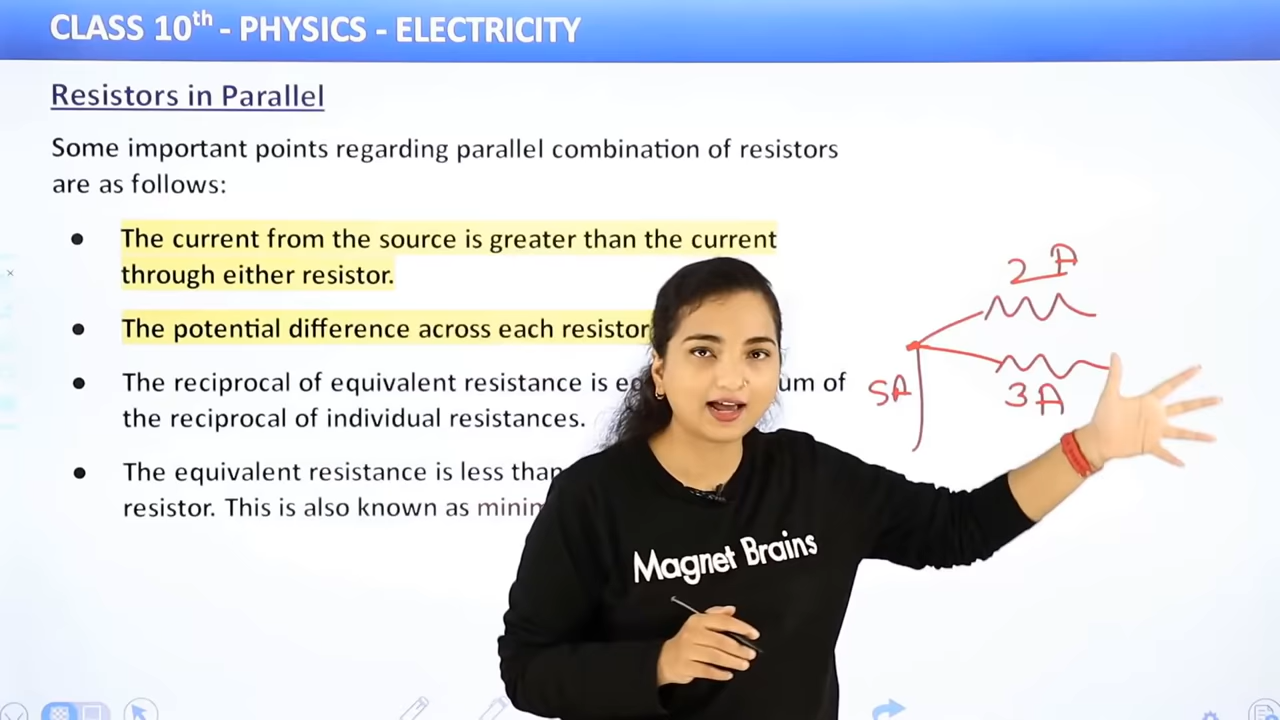 CLASS 10th - PHYSICS - ELECTRICITY
Resistors in Parallel
Some important points regarding parallel combination of resistors
are as follows:
● The current from the source is greater than the current
through either resistor.
● The potential difference across each resistor
● The reciprocal of equivalent resistance is of
the reciprocal of individual resistances.
● The equivalent resistance is less than
resistor. This is also known as
2 A
5A
3 A
Magnet Brains